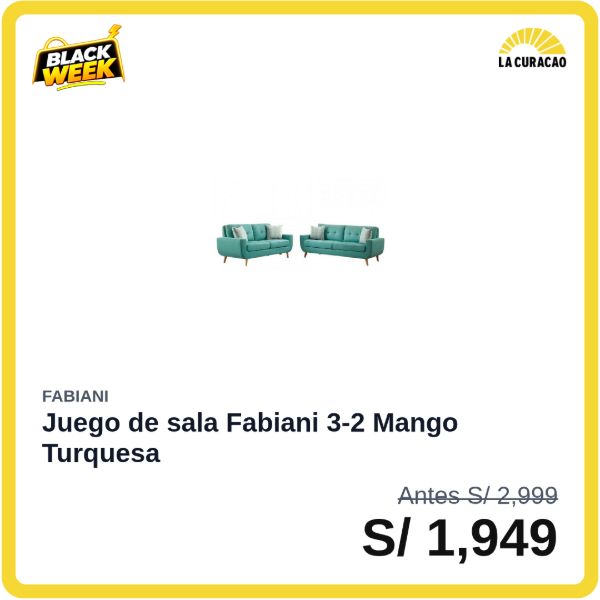 BLACK
WEEK
LA CURACAO
FABIANI
Juego de sala Fabiani 3-2 Mango
Turquesa
Antes S/ 2,999
S/ 1,949